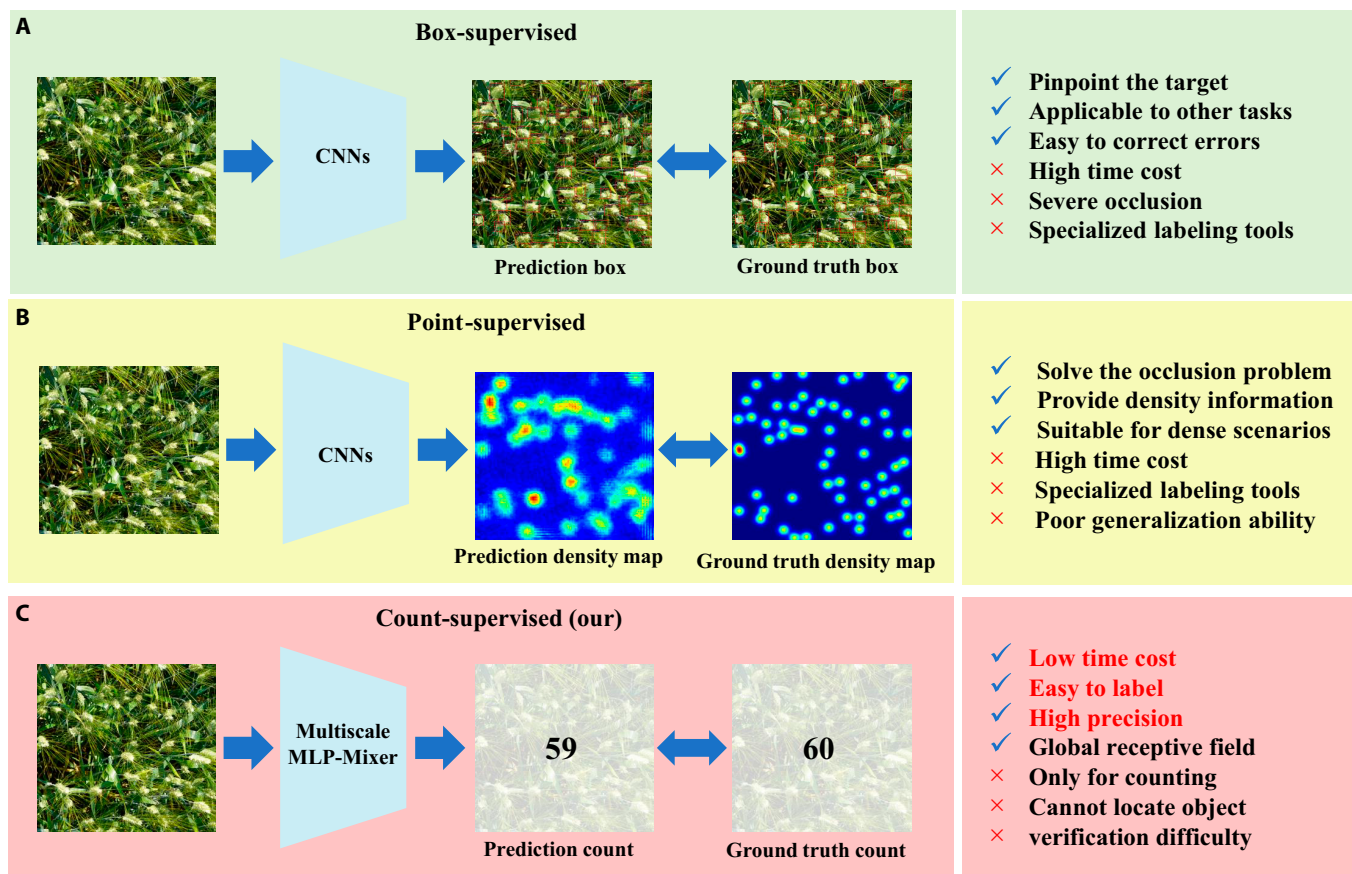 A
Box-supervised
CNNs
Prediction box
Ground truth box
✓ Pinpoint the target
✓ Applicable to other tasks
✓ Easy to correct errors
× High time cost
× Severe occlusion
× Specialized labeling tools
B
Point-supervised
CNNs
Prediction density map
Ground truth density map
✓ Solve the occlusion problem
✓ Provide density information
✓ Suitable for dense scenarios
× High time cost
× Specialized labeling tools
× Poor generalization ability
C
Count-supervised (our)
Multiscale
MLP-Mixer
59
60
Prediction count
Ground truth count
✓ Low time cost
✓ Easy to label
✓ High precision
✓ Global receptive field
× Only for counting
× Cannot locate object
× verification difficulty